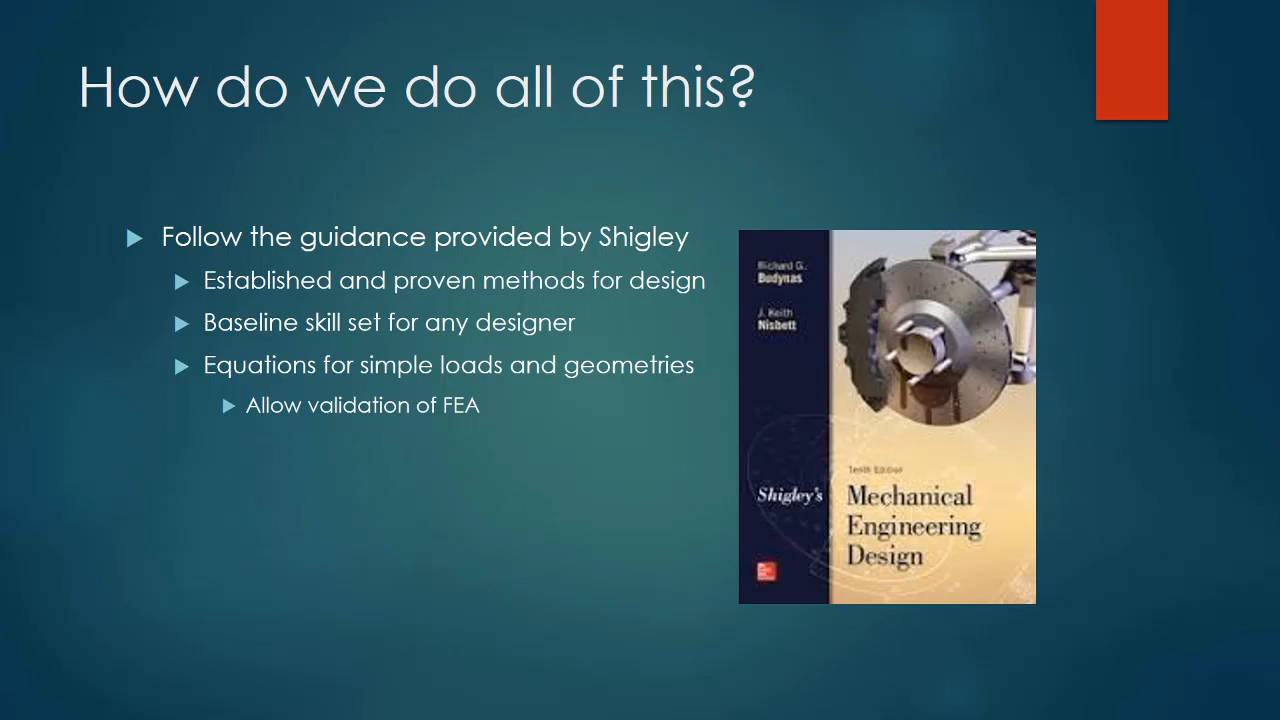 How do we do all of this?
Follow the guidance provided by Shigley
Established and proven methods for design
Baseline skill set for any designer
Equations for simple loads and geometries
Allow validation of FEA
Richard G.
Budynas
J. Keith
Nisbett
Tenth Edition
Shigley's
Mechanical
Engineering
Design